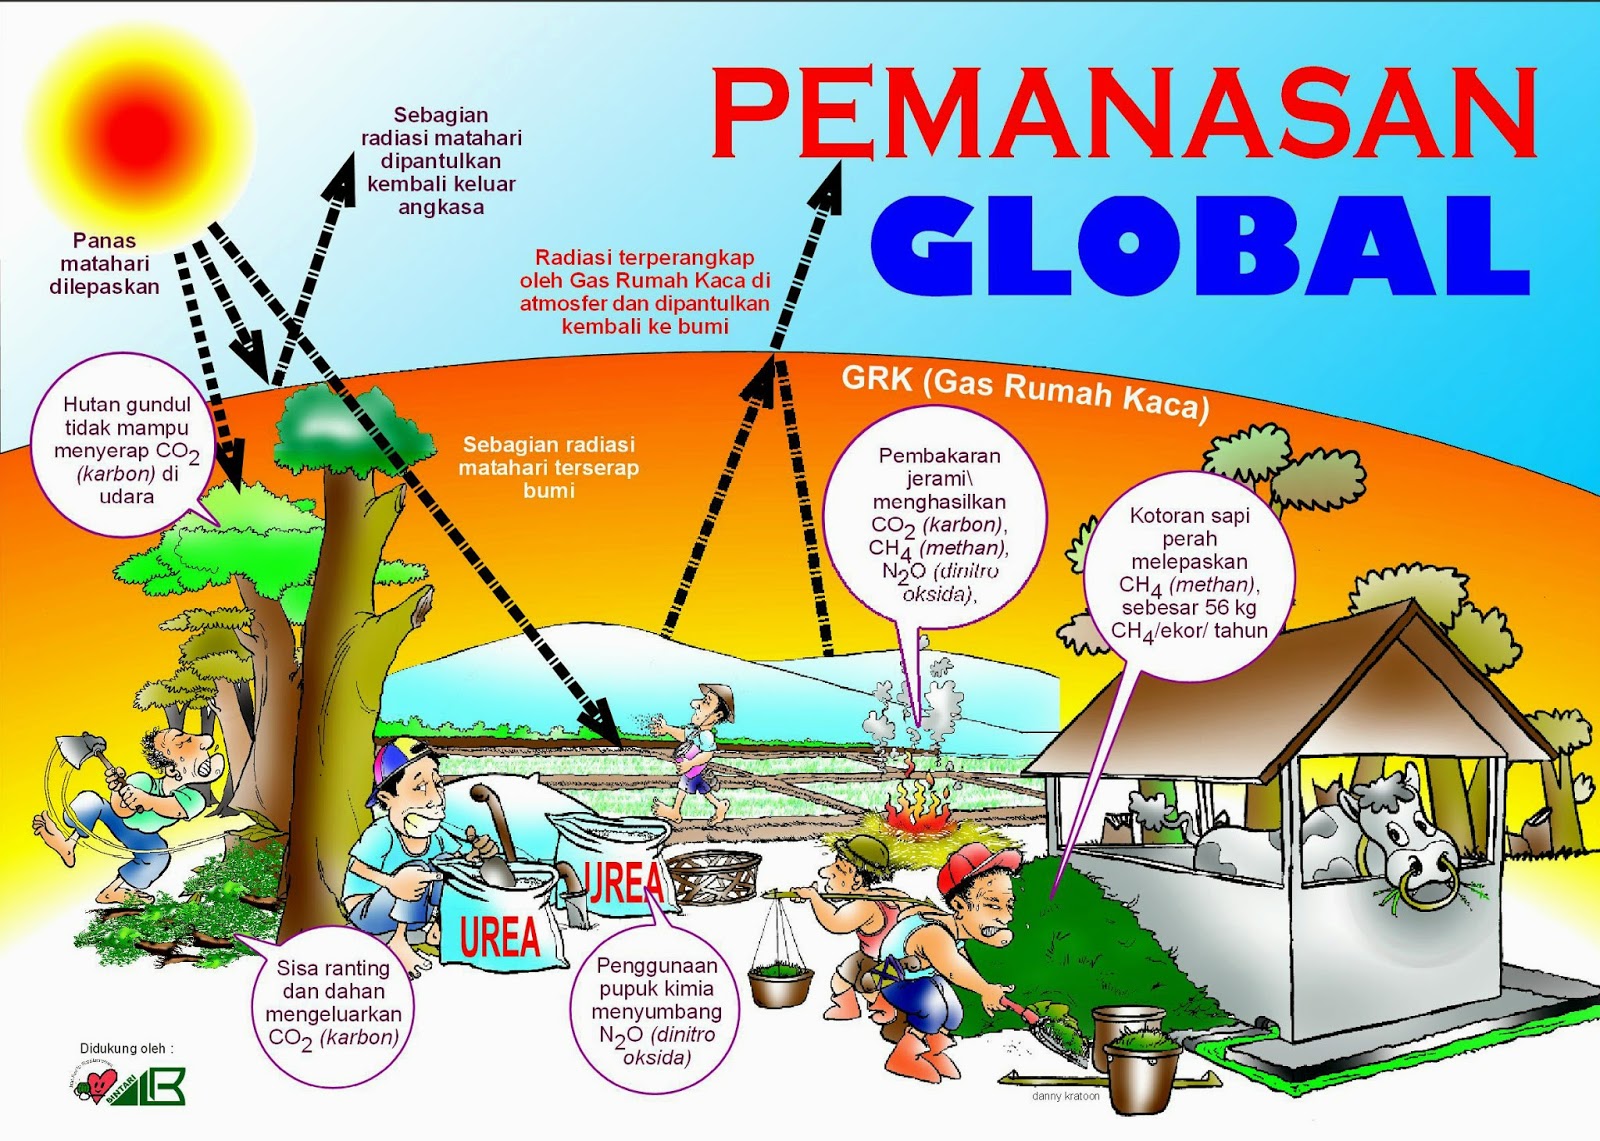 PEMANASAN
GLOBAL
Sebagian
radiasi matahari
dipantulkan
kembali keluar
angkasa
Panas
matahari
dilepaskan
Radiasi terperangkap
oleh Gas Rumah Kaca di
atmosfer dan dipantulkan
kembali ke bumi
GRK (Gas Rumah Kaca)
Hutan gundul
tidak mampu
menyerap CO2
(karbon) di
udara
Sebagian radiasi
matahari terserap
bumi
Pembakaran
jerami\
menghasilkan
CO2 (karbon),
CH4 (methan),
N2O (dinitro
oksida),
Kotoran sapi
perah
melepaskan
CH4 (methan),
sebesar 56 kg
CH4/ekor/ tahun
UREA
UREA
Sisa ranting
dan dahan
mengeluarkan
CO2 (karbon)
Penggunaan
pupuk kimia
menyumbang
N2O (dinitro
oksida)
Didukung oleh :
BINTARI
danny kratoon